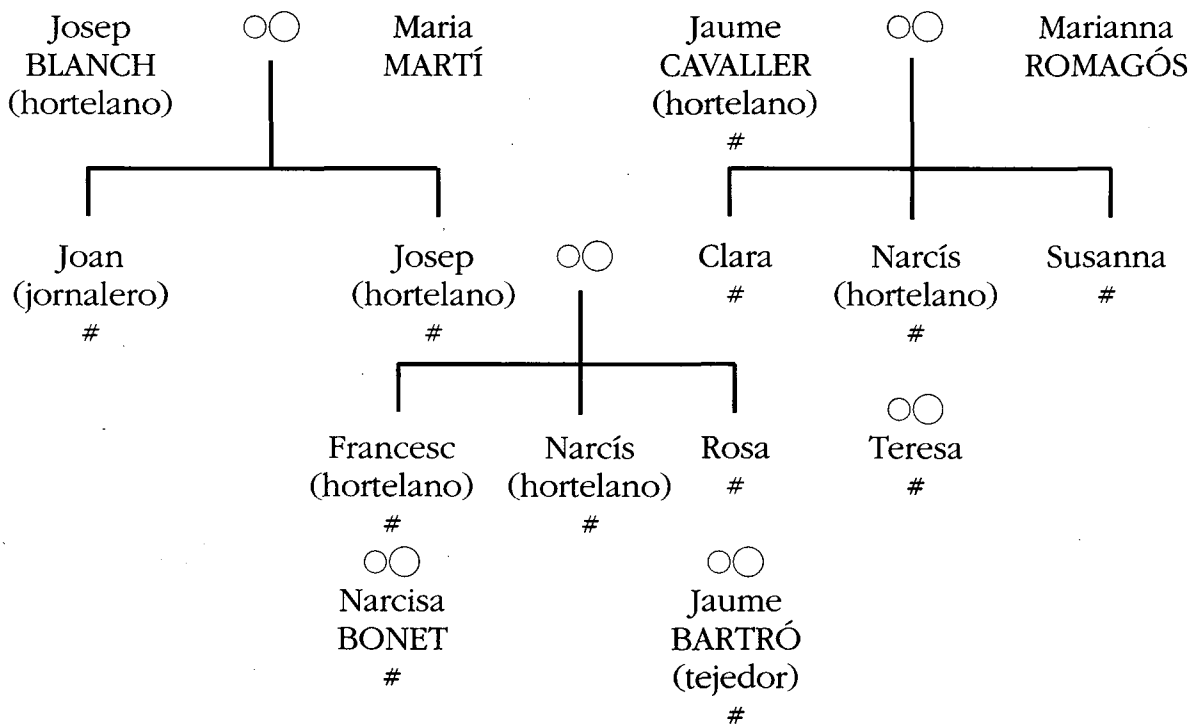 Josep
BLANCH
(hortelano)
Maria
MARTÍ
Jaume
CAVALLER
(hortelano)
#
Marianna
ROMAGÓS
Joan
(jornalero)
#
Josep
(hortelano)
#
Clara
#
Narcís
(hortelano)
#
Susanna
#
Francesc
(hortelano)
#
Narcisa
BONET
#
Narcís
(hortelano)
#
Rosa
#
Jaume
BARTRÓ
(tejedor)
#
Teresa
#